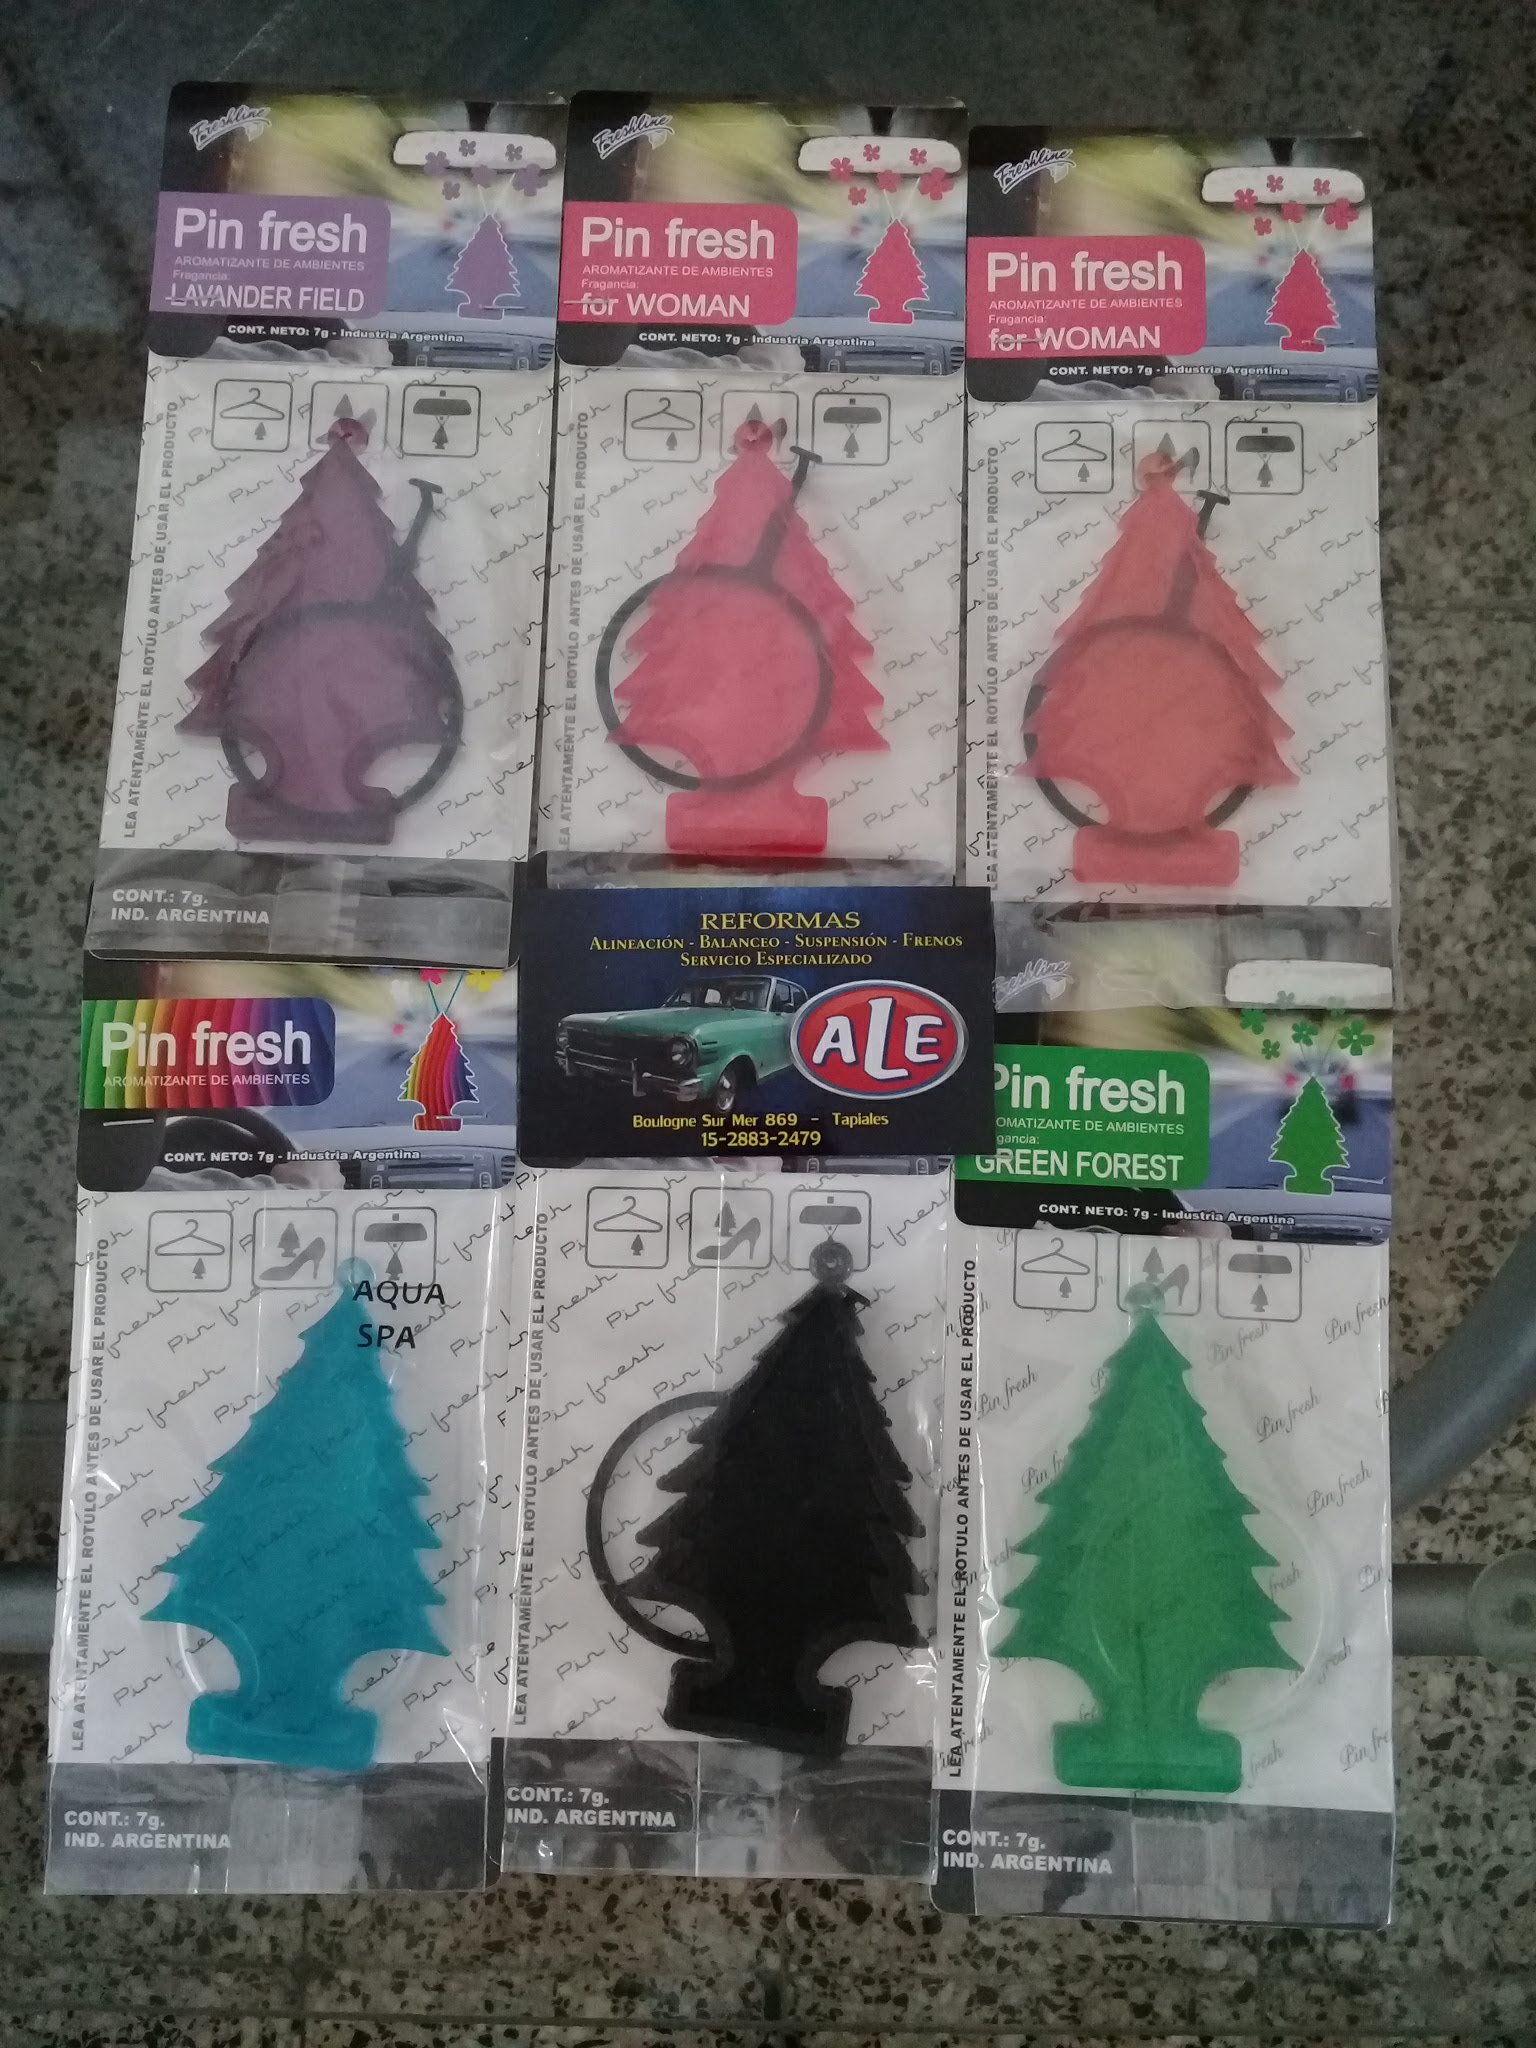 Freshline
Pin fresh
AROMATIZANTE DE AMBIENTES
Fragancia:
LAVANDER FIELD
CONT. NETO: 7g - Industria Argentina
LEA ATENTAMENTE EL ROTULO ANTES DE USAR EL PRODUCTO
CONT.: 7g.
IND. ARGENTINA
Freshline
Pin fresh
AROMATIZANTE DE AMBIENTES
Fragancia:
for WOMAN
CONT. NETO: 7g - Industria Argentina
LEA ATENTAMENTE EL ROTULO ANTES DE USAR EL PRODUCTO
Freshline
Pin fresh
AROMATIZANTE DE AMBIENTES
Fragancia:
for WOMAN
CONT. NETO: 7g - Industria Argentina
LEA ATENTAMENTE EL ROTULO ANTES DE USAR EL PRODUCTO
REFORMAS
ALINEACIÓN - BALANCEO - SUSPENSIÓN - FRENOS
SERVICIO ESPECIALIZADO
ALE
Boulogne Sur Mer 869 - Tapiales
15-2883-2479
Pin fresh
AROMATIZANTE DE AMBIENTES
CONT. NETO: 7g - Industria Argentina
AQUA
SPA
LEA ATENTAMENTE EL ROTULO ANTES DE USAR EL PRODUCTO
CONT.: 7g.
IND. ARGENTINA
LEA ATENTAMENTE EL ROTULO ANTES DE USAR EL PRODUCTO
CONT.: 7g.
IND. ARGENTINA
Freshline
Pin fresh
OMATIZANTE DE AMBIENTES
gancia:
GREEN FOREST
CONT. NETO: 7g - Industria Argentina
LEA ATENTAMENTE EL ROTULO ANTES DE USAR EL PRODUCTO
CONT.: 7g.
IND. ARGENTINA